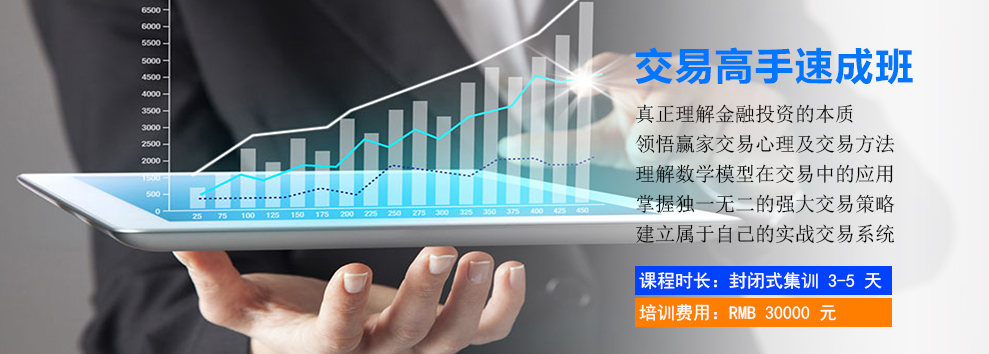 交易高手速成班
真正理解金融投资的本质
领悟赢家交易心理及交易方法
理解数学模型在交易中的应用
掌握独一无二的强大交易策略
建立属于自己的实战交易系统
课程时长：封闭式集训 3-5 天
培训费用：RMB 30000 元
6500
6000
5500
5000
4500
4000
3500
3000
2500
2000
1500
1000
500
0
25 75 100 125 150 175 200 225 250 275 300 325 350 375 400 425 450